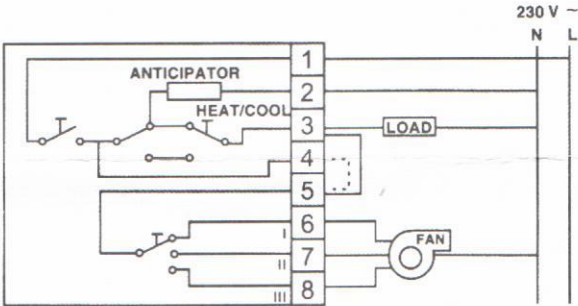 230 V ~
N L
1
ANTICIPATOR
2
HEAT/COOL
3
LOAD
4
5
6
I
FAN
7
II
8
III